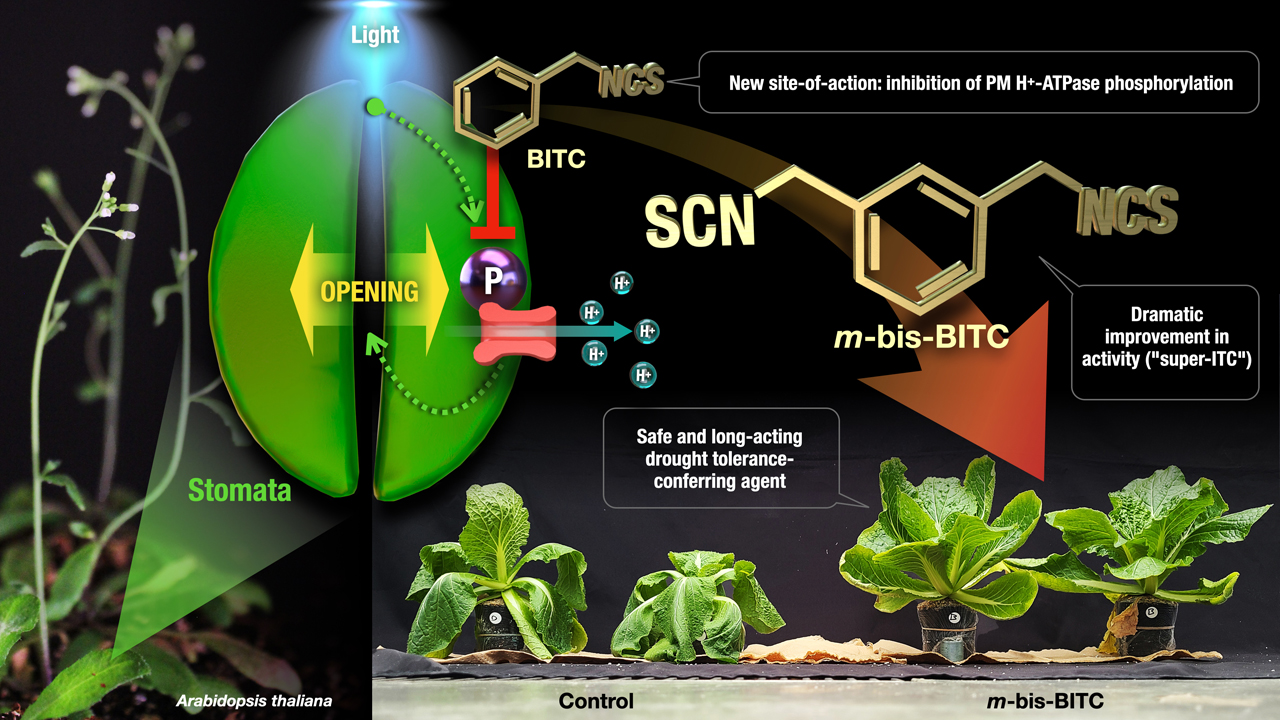 Light
NCS
New site-of-action: inhibition of PM H⁺-ATPase phosphorylation
BITC
SCN
NCS
OPENING
P
H⁺
H⁺
H⁺
H⁺
H⁺
m-bis-BITC
Dramatic
improvement in
activity ("super-ITC")
Safe and long-acting
drought tolerance-
conferring agent
Stomata
Arabidopsis thaliana
Control
m-bis-BITC